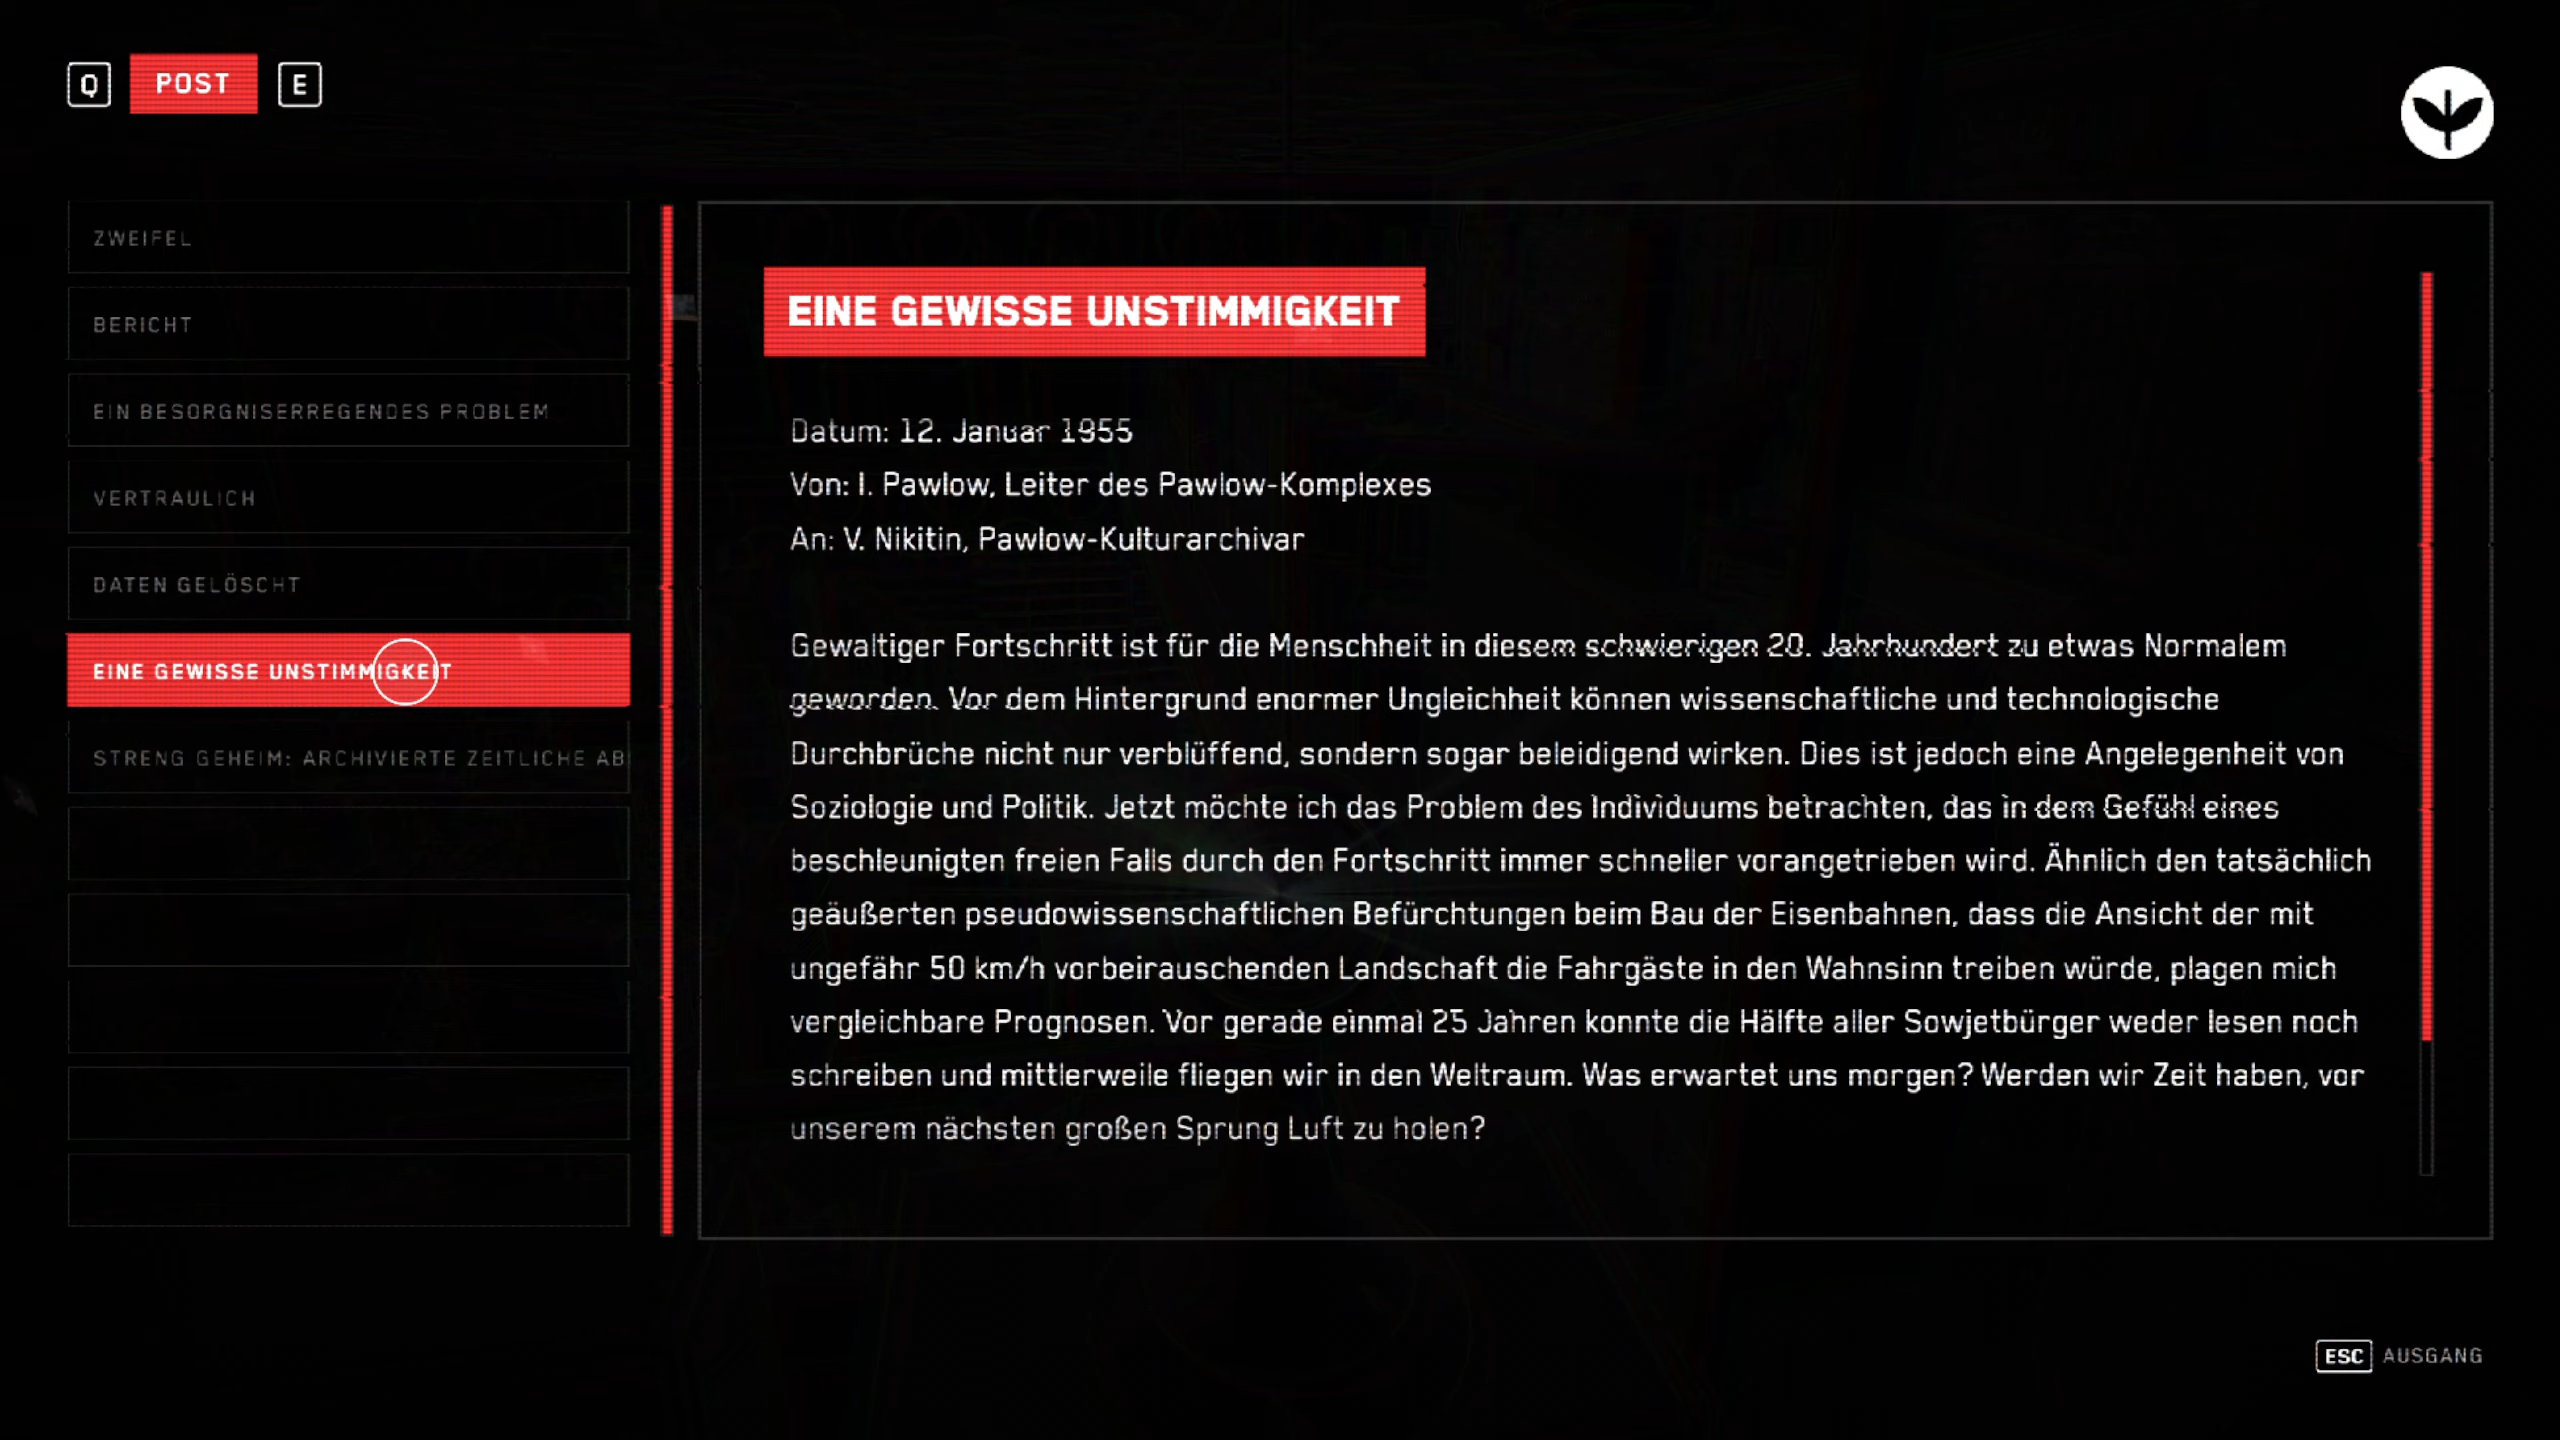 Q POST E
ZWEIFEL
BERICHT
EIN BESORGNISERREGENDES PROBLEM
VERTRAULICH
DATEN GELÖSCHT
EINE GEWISSE UNSTIMMIGKEIT
STRENG GEHEIM: ARCHIVIERTE ZEITLICHE AB
EINE GEWISSE UNSTIMMIGKEIT
Datum: 12. Januar 1955
Von: I. Pawlow, Leiter des Pawlow-Komplexes
An: V. Nikitin, Pawlow-Kulturarchivar
Gewaltiger Fortschritt ist für die Menschheit in diesem schwierigen 20. Jahrhundert zu etwas Normalem
geworden. Vor dem Hintergrund enormer Ungleichheit können wissenschaftliche und technologische
Durchbrüche nicht nur verblüffend, sondern sogar beleidigend wirken. Dies ist jedoch eine Angelegenheit von
Soziologie und Politik. Jetzt möchte ich das Problem des Individuums betrachten, das in dem Gefühl eines
beschleunigten freien Falls durch den Fortschritt immer schneller vorangetrieben wird. Ähnlich den tatsächlich
geäußerten pseudowissenschaftlichen Befürchtungen beim Bau der Eisenbahnen, dass die Ansicht der mit
ungefähr 50 km/h vorbeirauschenden Landschaft die Fahrgäste in den Wahnsinn treiben würde, plagen mich
vergleichbare Prognosen. Vor gerade einmal 25 Jahren konnte die Hälfte aller Sowjetbürger weder lesen noch
schreiben und mittlerweile fliegen wir in den Weltraum. Was erwartet uns morgen? Werden wir Zeit haben, vor
unserem nächsten großen Sprung Luft zu holen?
ESC AUSGANG